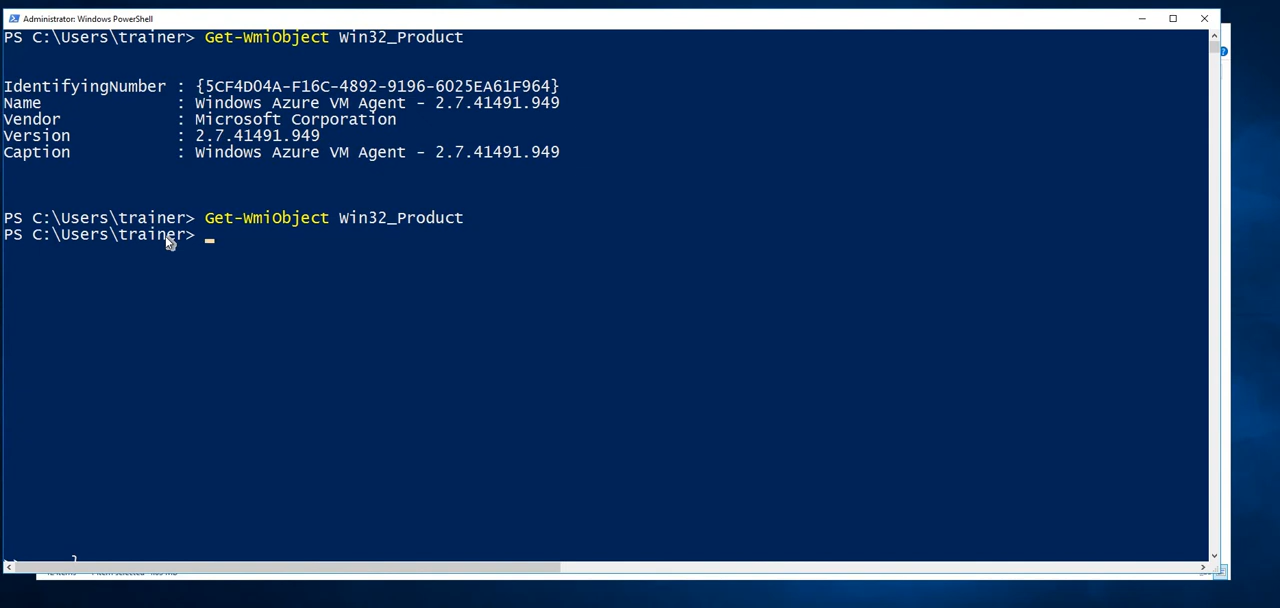 Administrator: Windows PowerShell
PS C:\Users\trainer> Get-WmiObject Win32_Product
IdentifyingNumber : {5CF4D04A-F16C-4892-9196-6025EA61F964}
Name : Windows Azure VM Agent - 2.7.41491.949
Vendor : Microsoft Corporation
Version : 2.7.41491.949
Caption : Windows Azure VM Agent - 2.7.41491.949
PS C:\Users\trainer> Get-WmiObject Win32_Product
PS C:\Users\trainer>
}